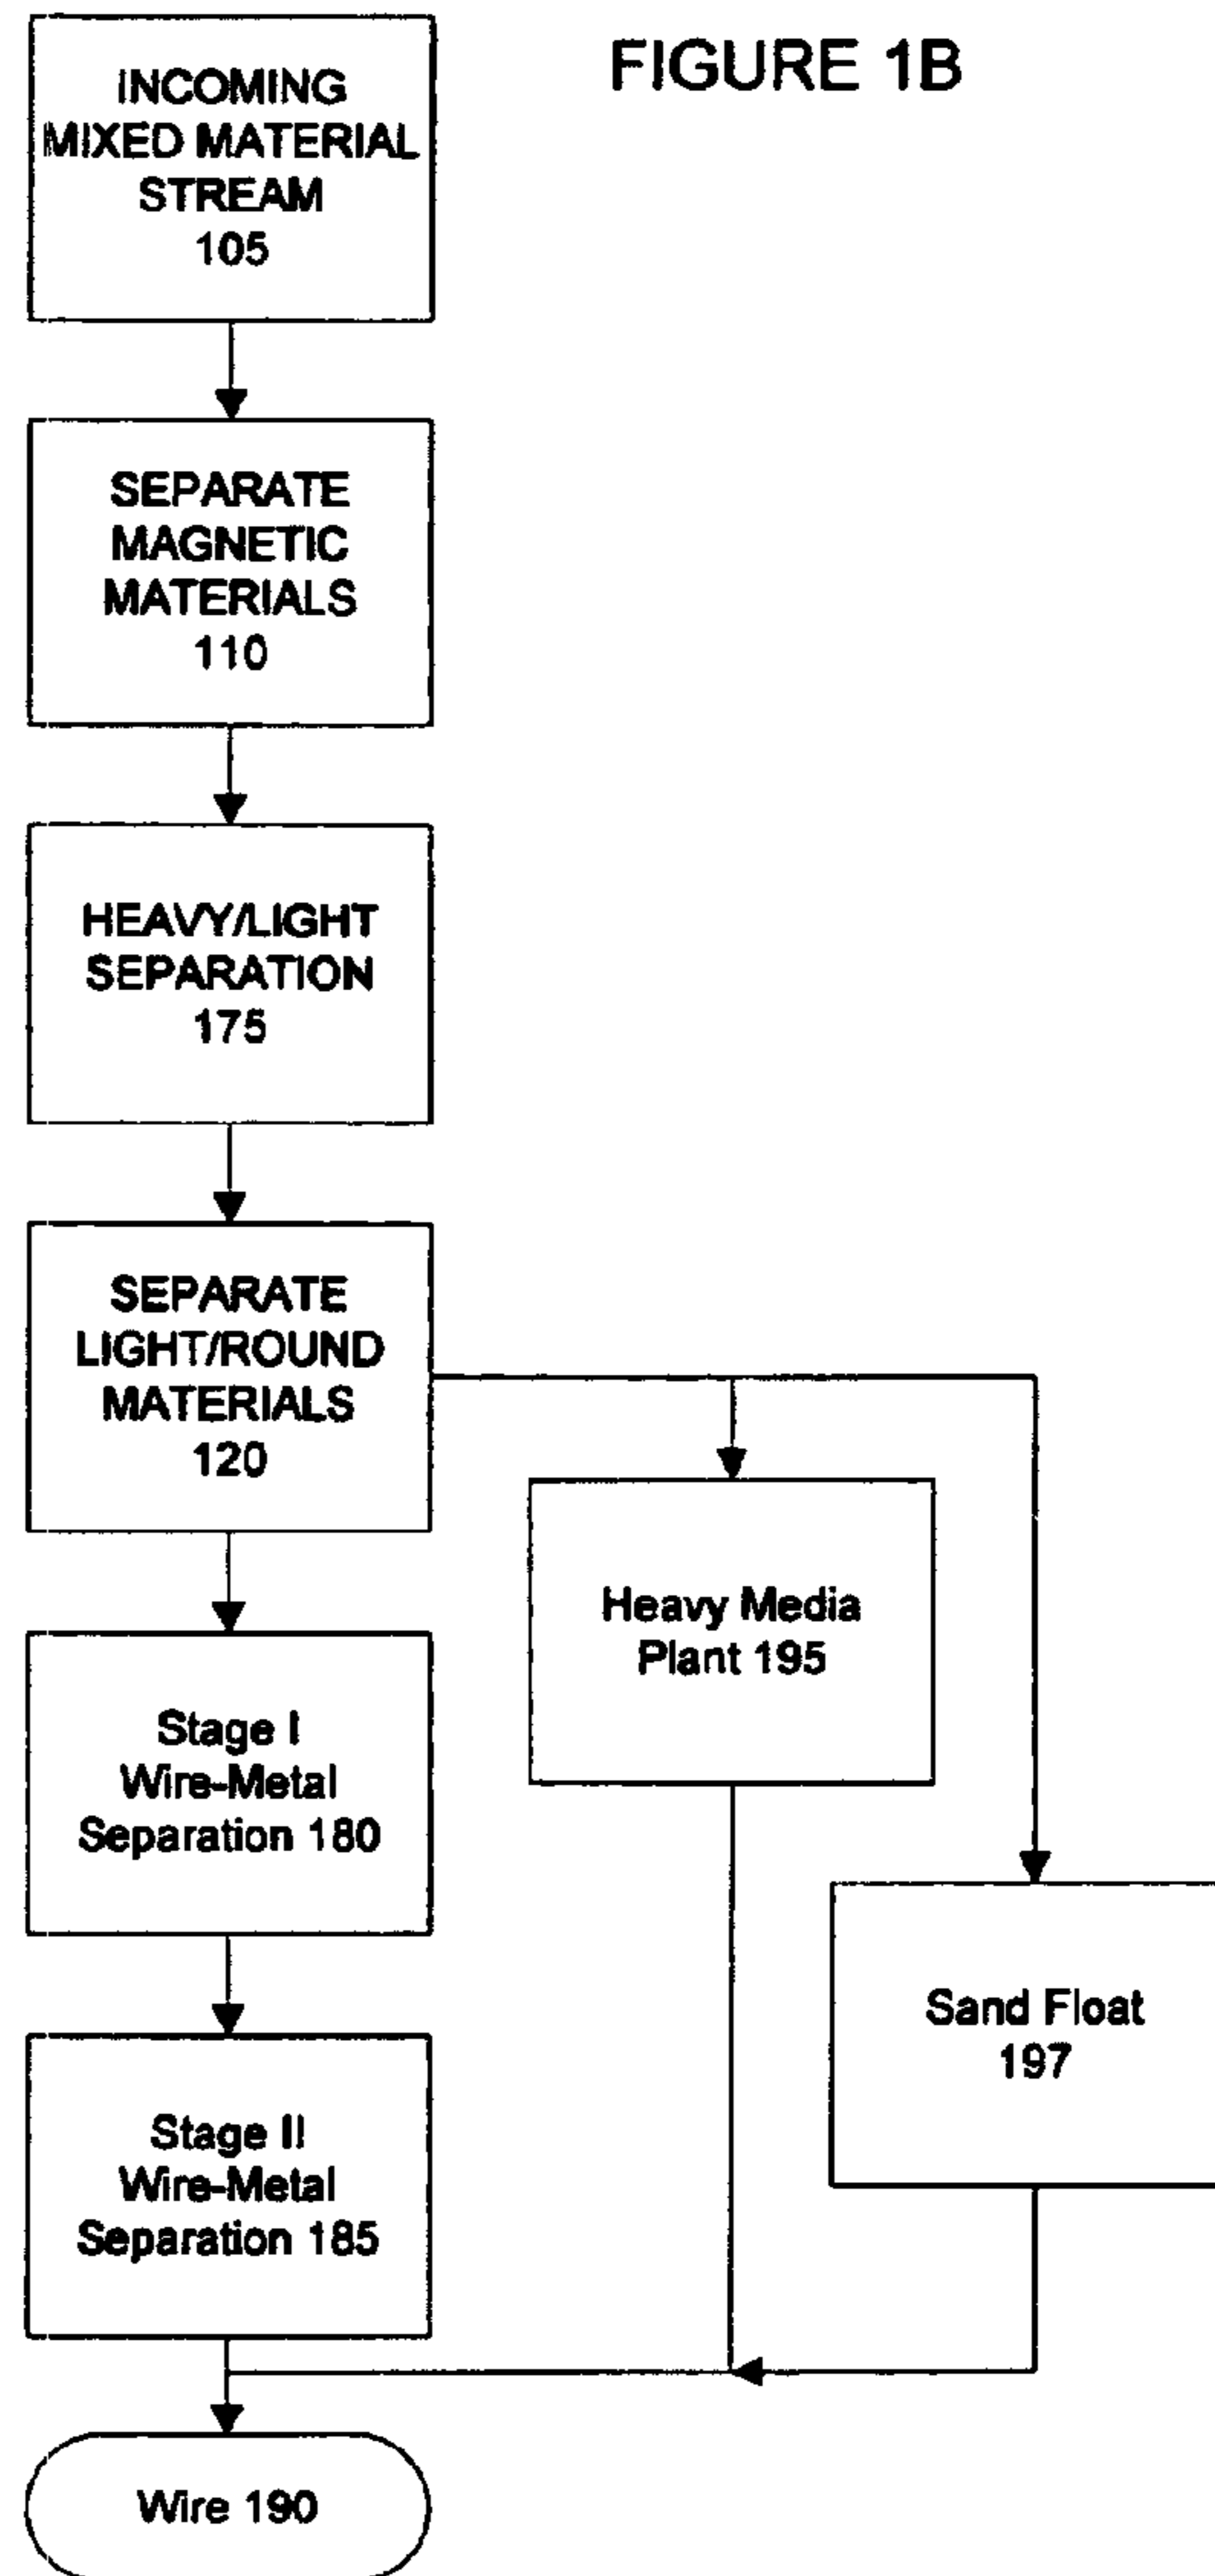 FIGURE 1B
INCOMING
MIXED MATERIAL
STREAM
105
SEPARATE
MAGNETIC
MATERIALS
110
HEAVY/LIGHT
SEPARATION
175
SEPARATE
LIGHT/ROUND
MATERIALS
120
Heavy Media
Plant 195
Stage I
Wire-Metal
Separation 180
Sand Float
197
Stage II
Wire-Metal
Separation 185
Wire 190